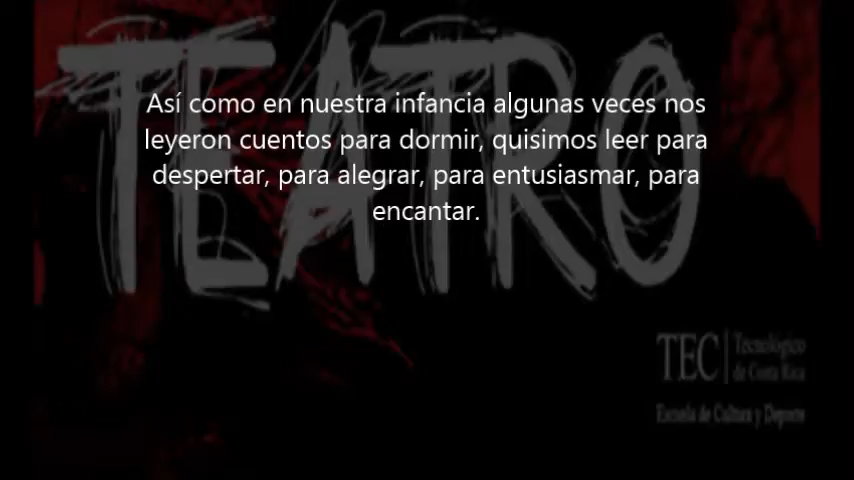 TEATRO
Así como en nuestra infancia algunas veces nos
leyeron cuentos para dormir, quisimos leer para
despertar, para alegrar, para entusiasmar, para
encantar.
TEC | Tecnológico
de Costa Rica
Escuela de Cultura y Deporte